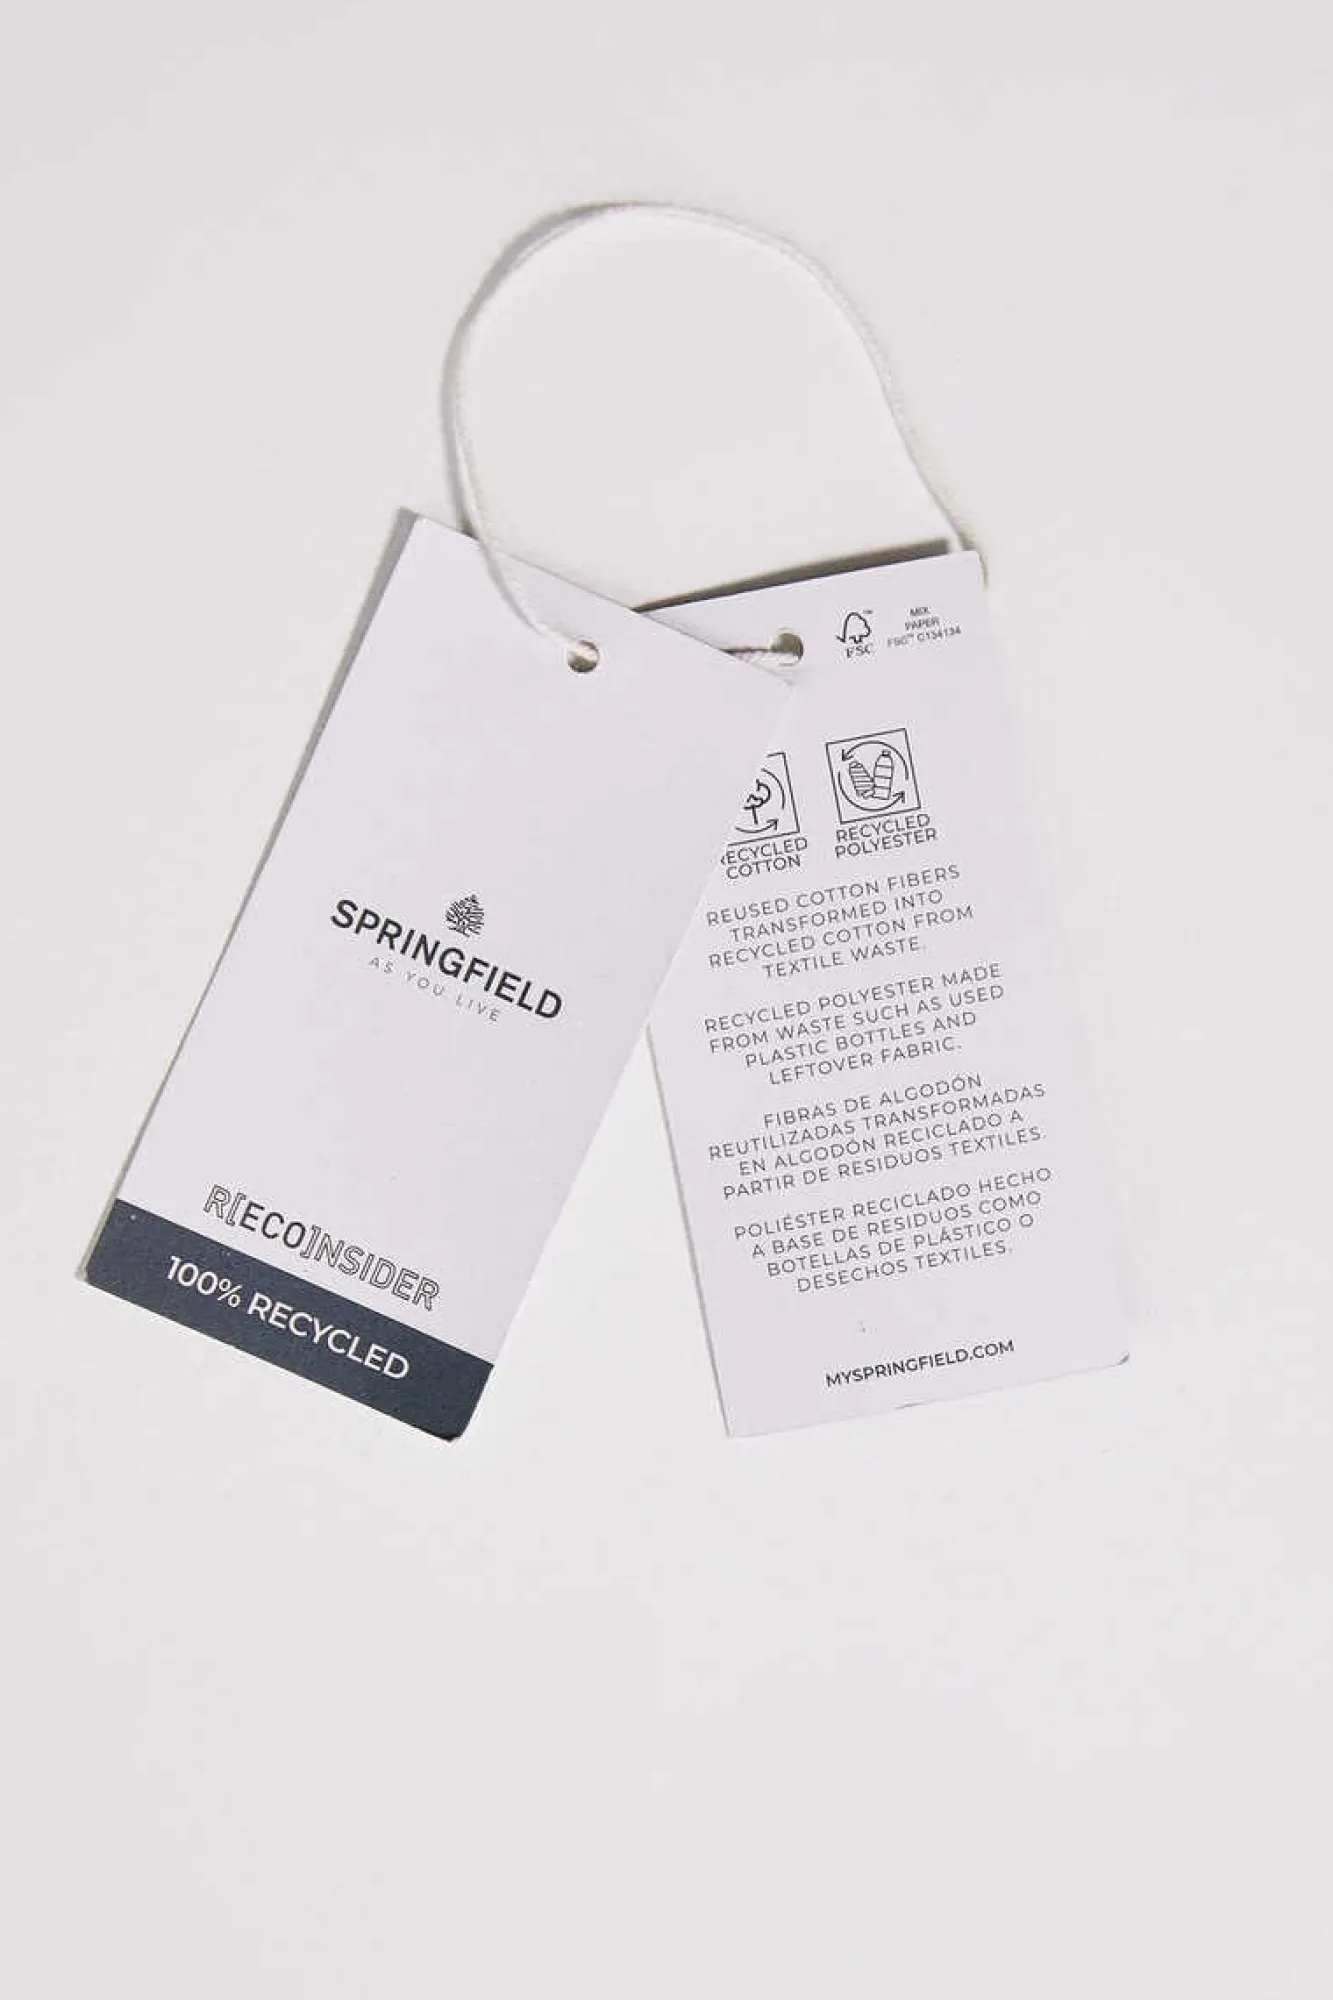 SPRINGFIELD
AS YOU LIVE
R[ECO]NSIDER
100% RECYCLED
FSC™
MIX
PAPER
FSC™ C134134
RECYCLED
COTTON
RECYCLED
POLYESTER
REUSED COTTON FIBERS
TRANSFORMED INTO
RECYCLED COTTON FROM
TEXTILE WASTE.
RECYCLED POLYESTER MADE
FROM WASTE SUCH AS USED
PLASTIC BOTTLES AND
LEFTOVER FABRIC.
FIBRAS DE ALGODÓN
REUTILIZADAS TRANSFORMADAS
EN ALGODÓN RECICLADO A
PARTIR DE RESIDUOS TEXTILES.
POLIÉSTER RECICLADO HECHO
A BASE DE RESIDUOS COMO
BOTELLAS DE PLÁSTICO O
DESECHOS TEXTILES.
MYSPRINGFIELD.COM